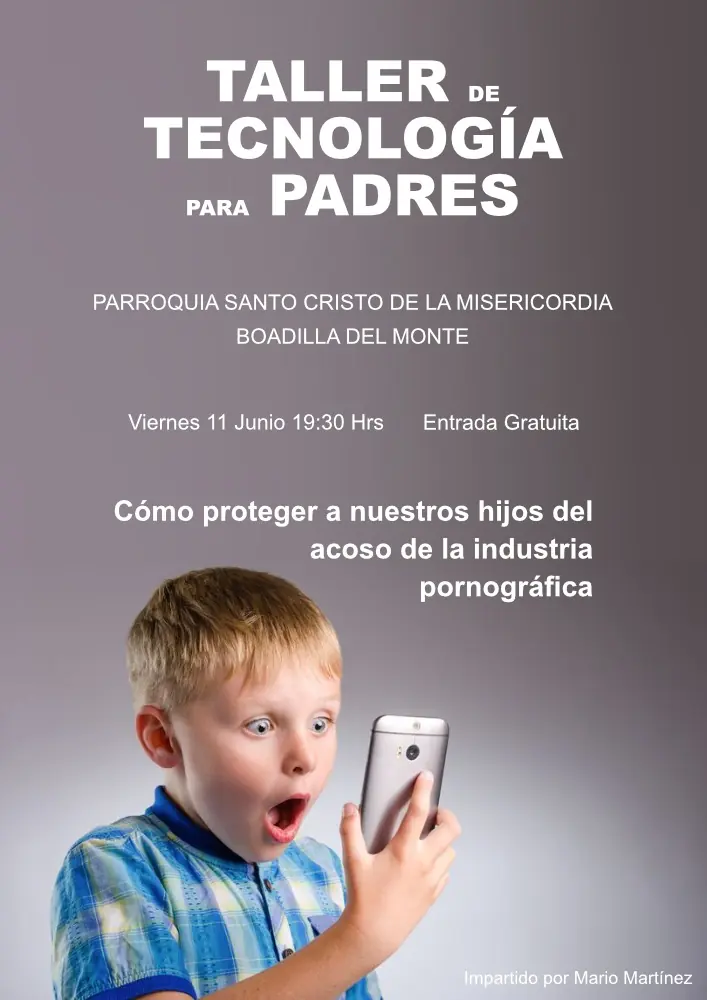 TALLER DE
TECNOLOGÍA
PARA PADRES
PARROQUIA SANTO CRISTO DE LA MISERICORDIA
BOADILLA DEL MONTE
Viernes 11 Junio 19:30 Hrs Entrada Gratuita
Cómo proteger a nuestros hijos del
acoso de la industria
pornográfica
Impartido por Mario Martínez